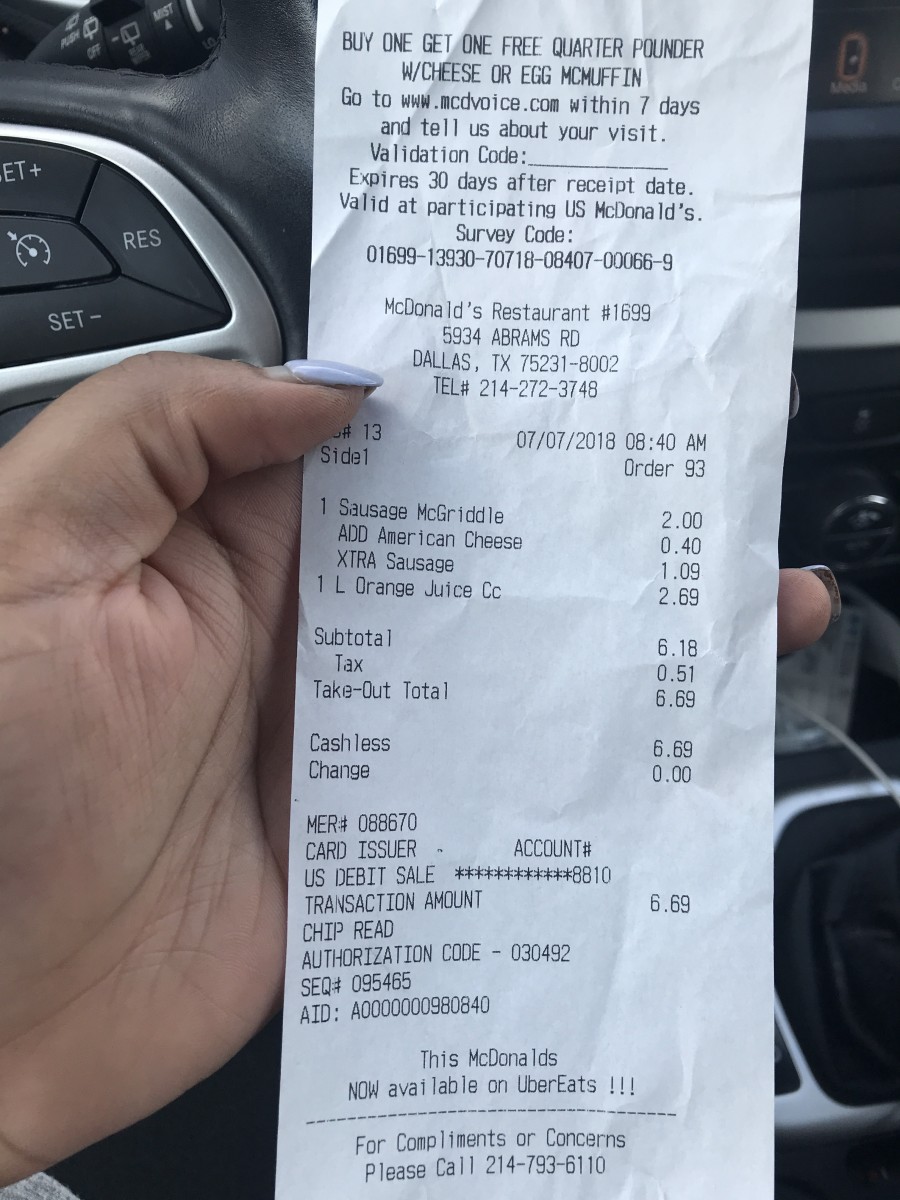 PUSH
OFF
MIST
LO
Media
SET+
RES
SET-
BUY ONE GET ONE FREE QUARTER POUNDER
W/CHEESE OR EGG MCMUFFIN
Go to www.mcdvoice.com within 7 days
and tell us about your visit.
Validation Code:____________
Expires 30 days after receipt date.
Valid at participating US McDonald's.
Survey Code:
01699-13930-70718-08407-00066-9
McDonald's Restaurant #1699
5934 ABRAMS RD
DALLAS, TX 75231-8002
TEL# 214-272-3748
# 13 07/07/2018 08:40 AM
Side1 Order 93
1 Sausage McGriddle 2.00
ADD American Cheese 0.40
XTRA Sausage 1.09
1 L Orange Juice Cc 2.69
Subtotal 6.18
Tax 0.51
Take-Out Total 6.69
Cashless 6.69
Change 0.00
MER# 088670
CARD ISSUER ACCOUNT#
US DEBIT SALE ************8810
TRANSACTION AMOUNT 6.69
CHIP READ
AUTHORIZATION CODE - 030492
SEQ# 095465
AID: A0000000980840
This McDonalds
NOW available on UberEats !!!
For Compliments or Concerns
Please Call 214-793-6110